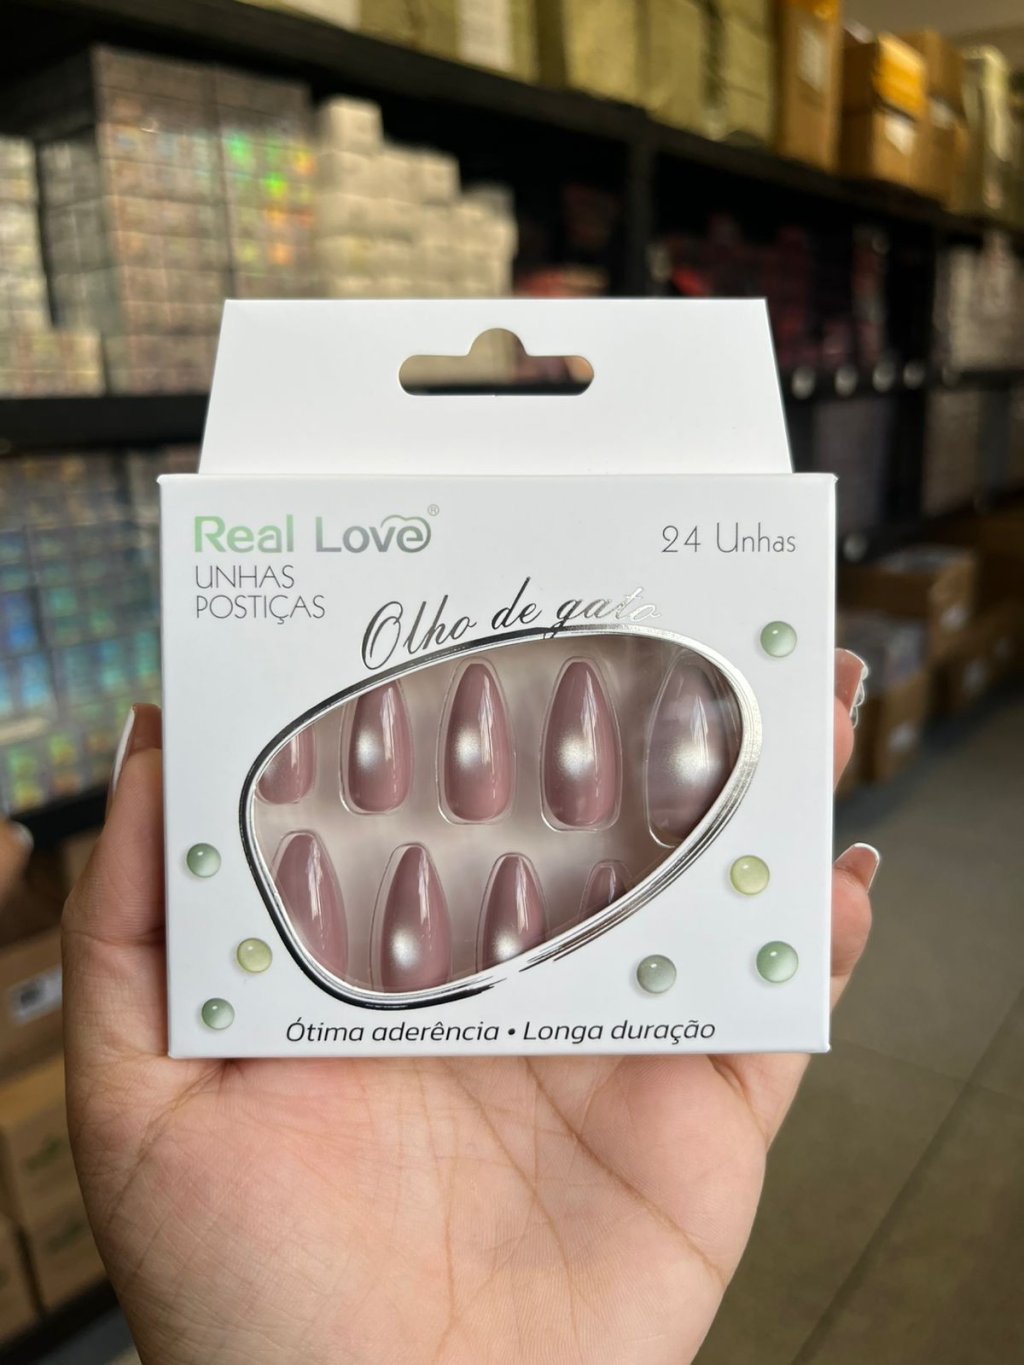 Real Love®
24 Unhas
UNHAS
POSTIÇAS
Olho de gato
Ótima aderência • Longa duração